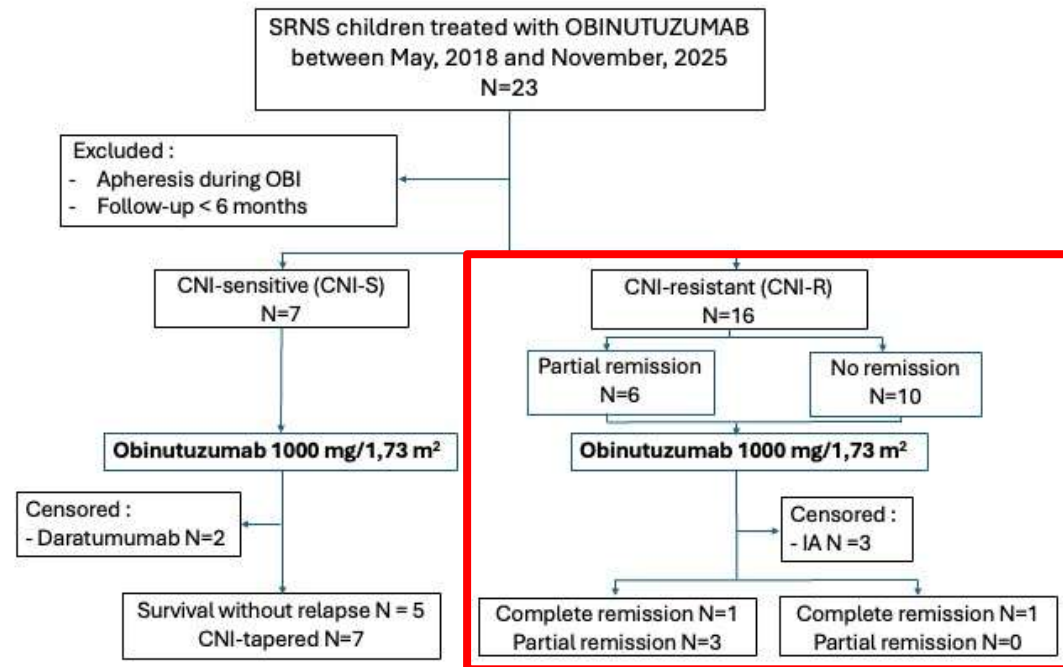 SRNS children treated with OBINUTUZUMAB
between May, 2018 and November, 2025
N=23
Excluded :
- Apheresis during OBI
- Follow-up < 6 months
CNI-sensitive (CNI-S)
N=7
CNI-resistant (CNI-R)
N=16
Partial remission
N=6
No remission
N=10
Obinutuzumab 1000 mg/1,73 m²
Obinutuzumab 1000 mg/1,73 m²
Censored :
- Daratumumab N=2
Censored :
- IA N =3
Survival without relapse N = 5
CNI-tapered N=7
Complete remission N=1
Partial remission N=3
Complete remission N=1
Partial remission N=0